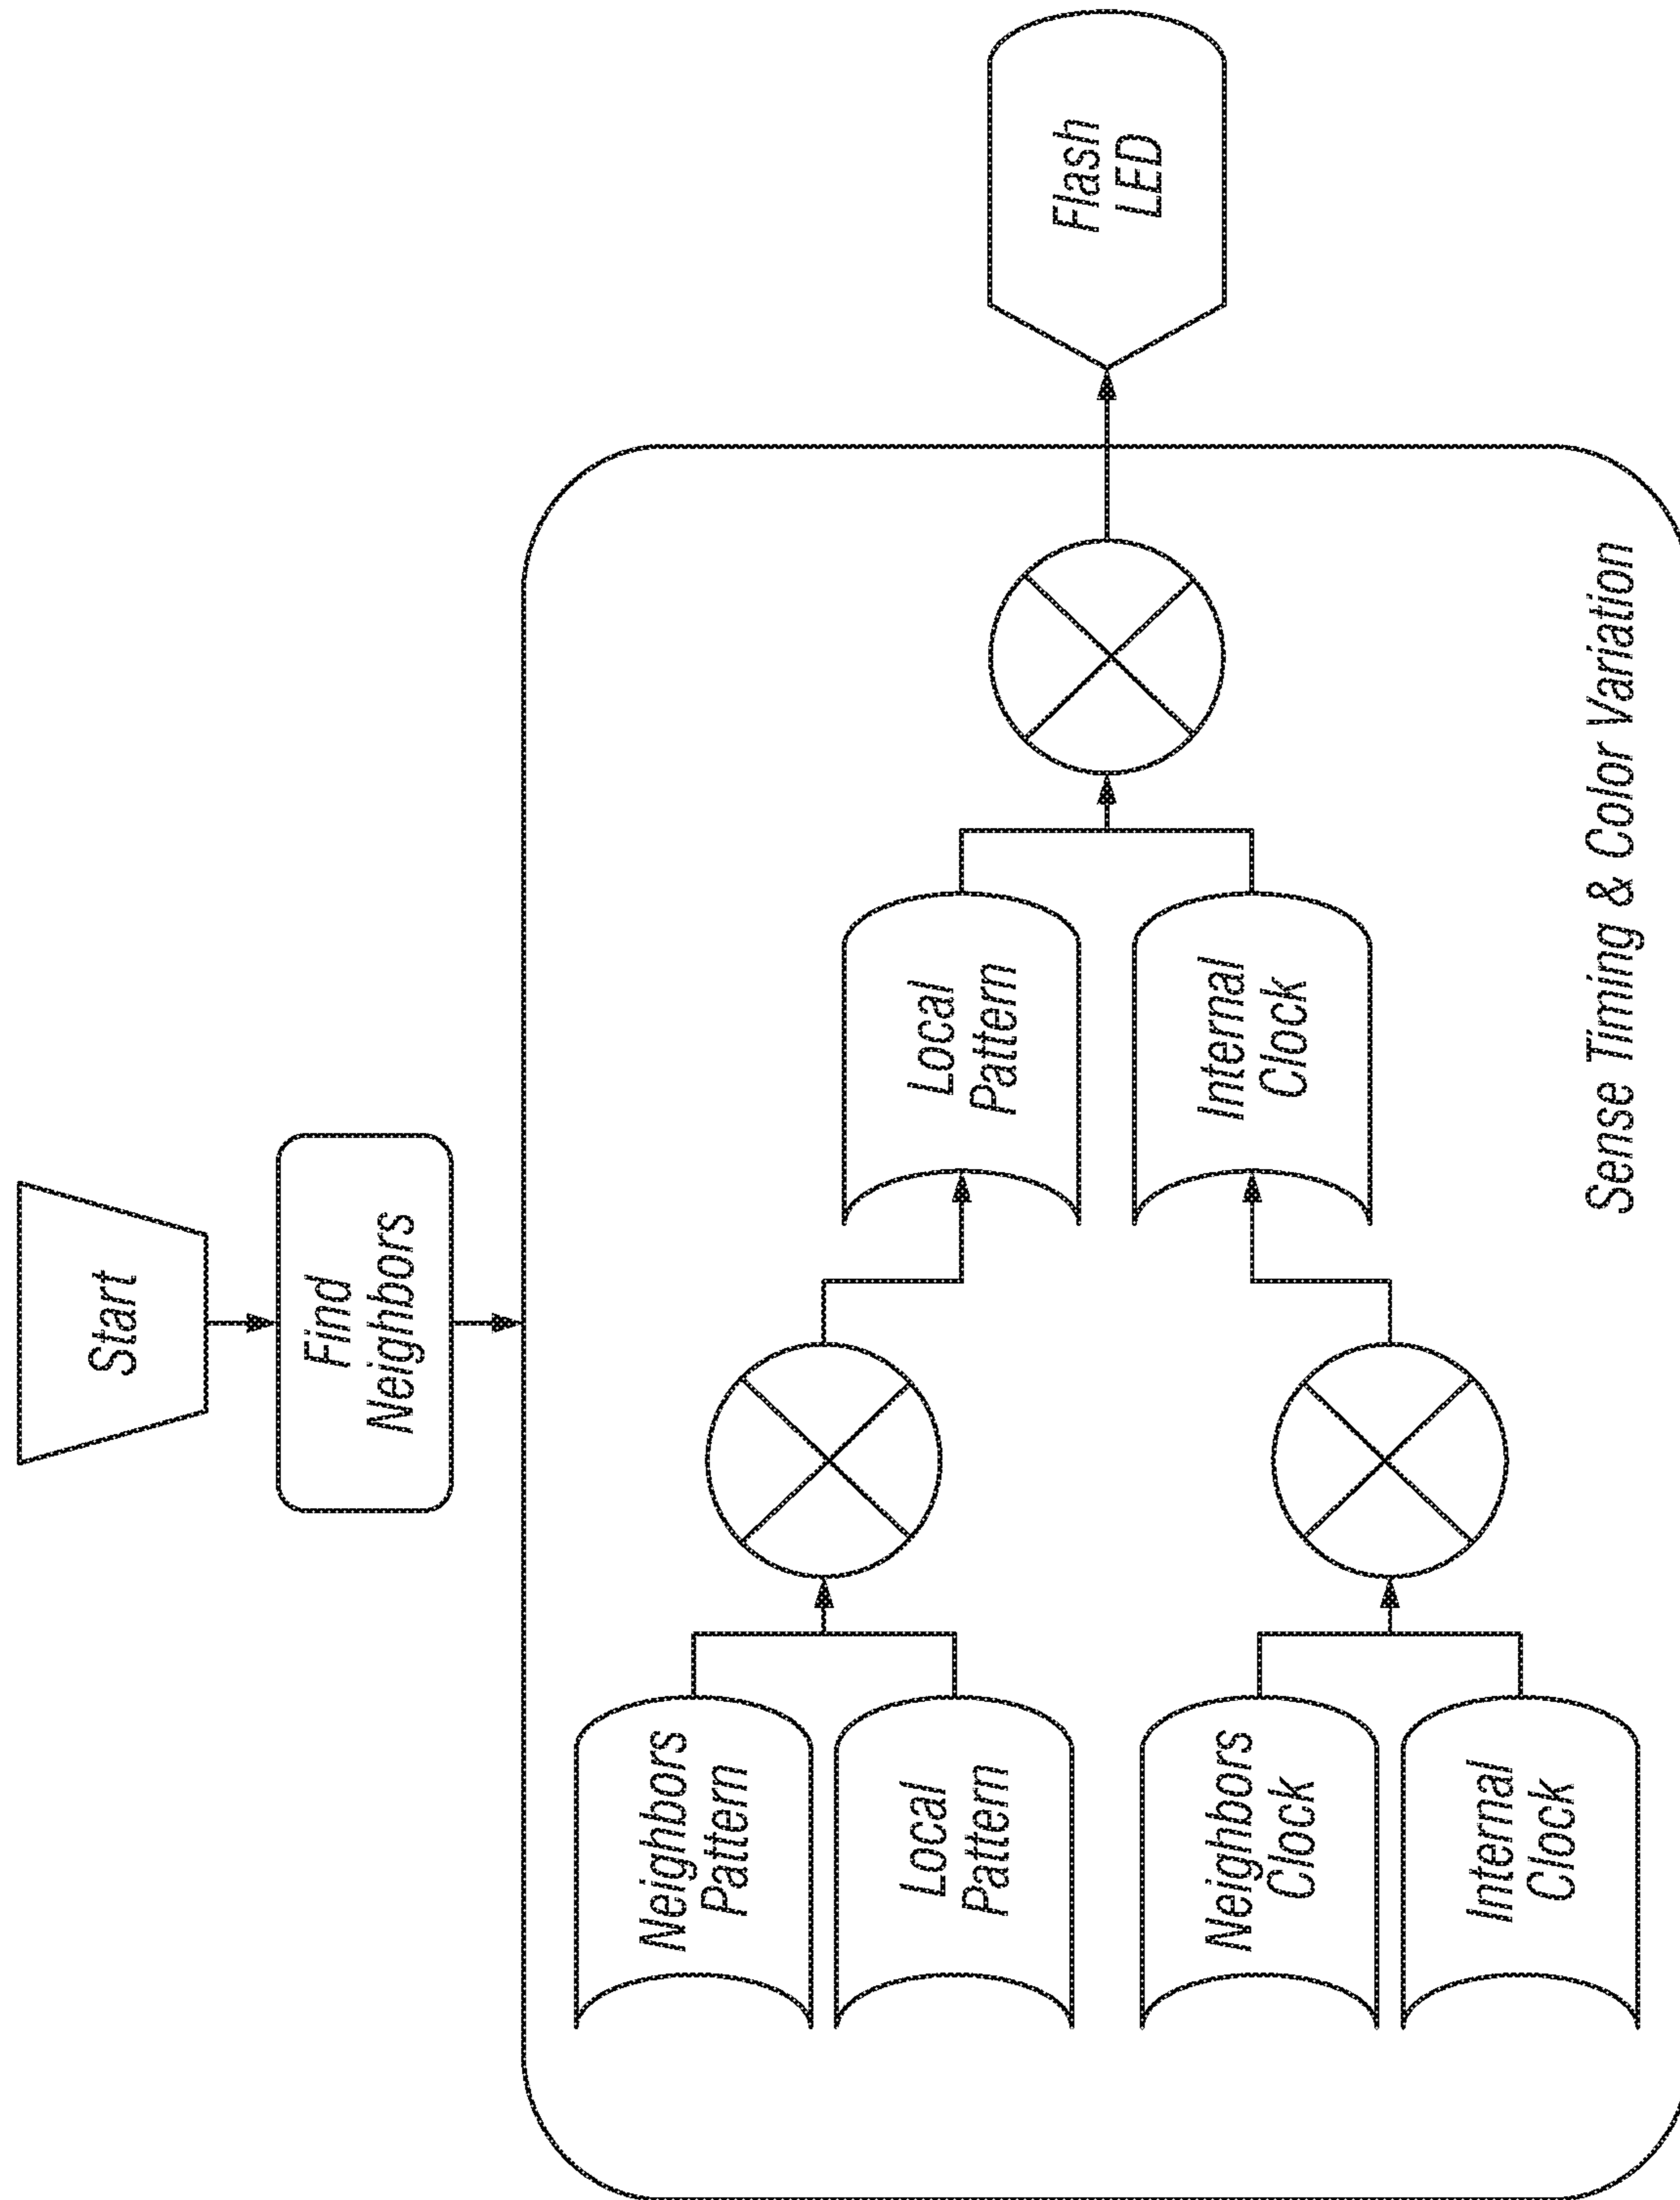 Start
Find
Neighbors
Neighbors
Pattern
Local
Pattern
Neighbors
Clock
Internal
Clock
Local
Pattern
Internal
Clock
Flash
LED
Sense Timing & Color Variation